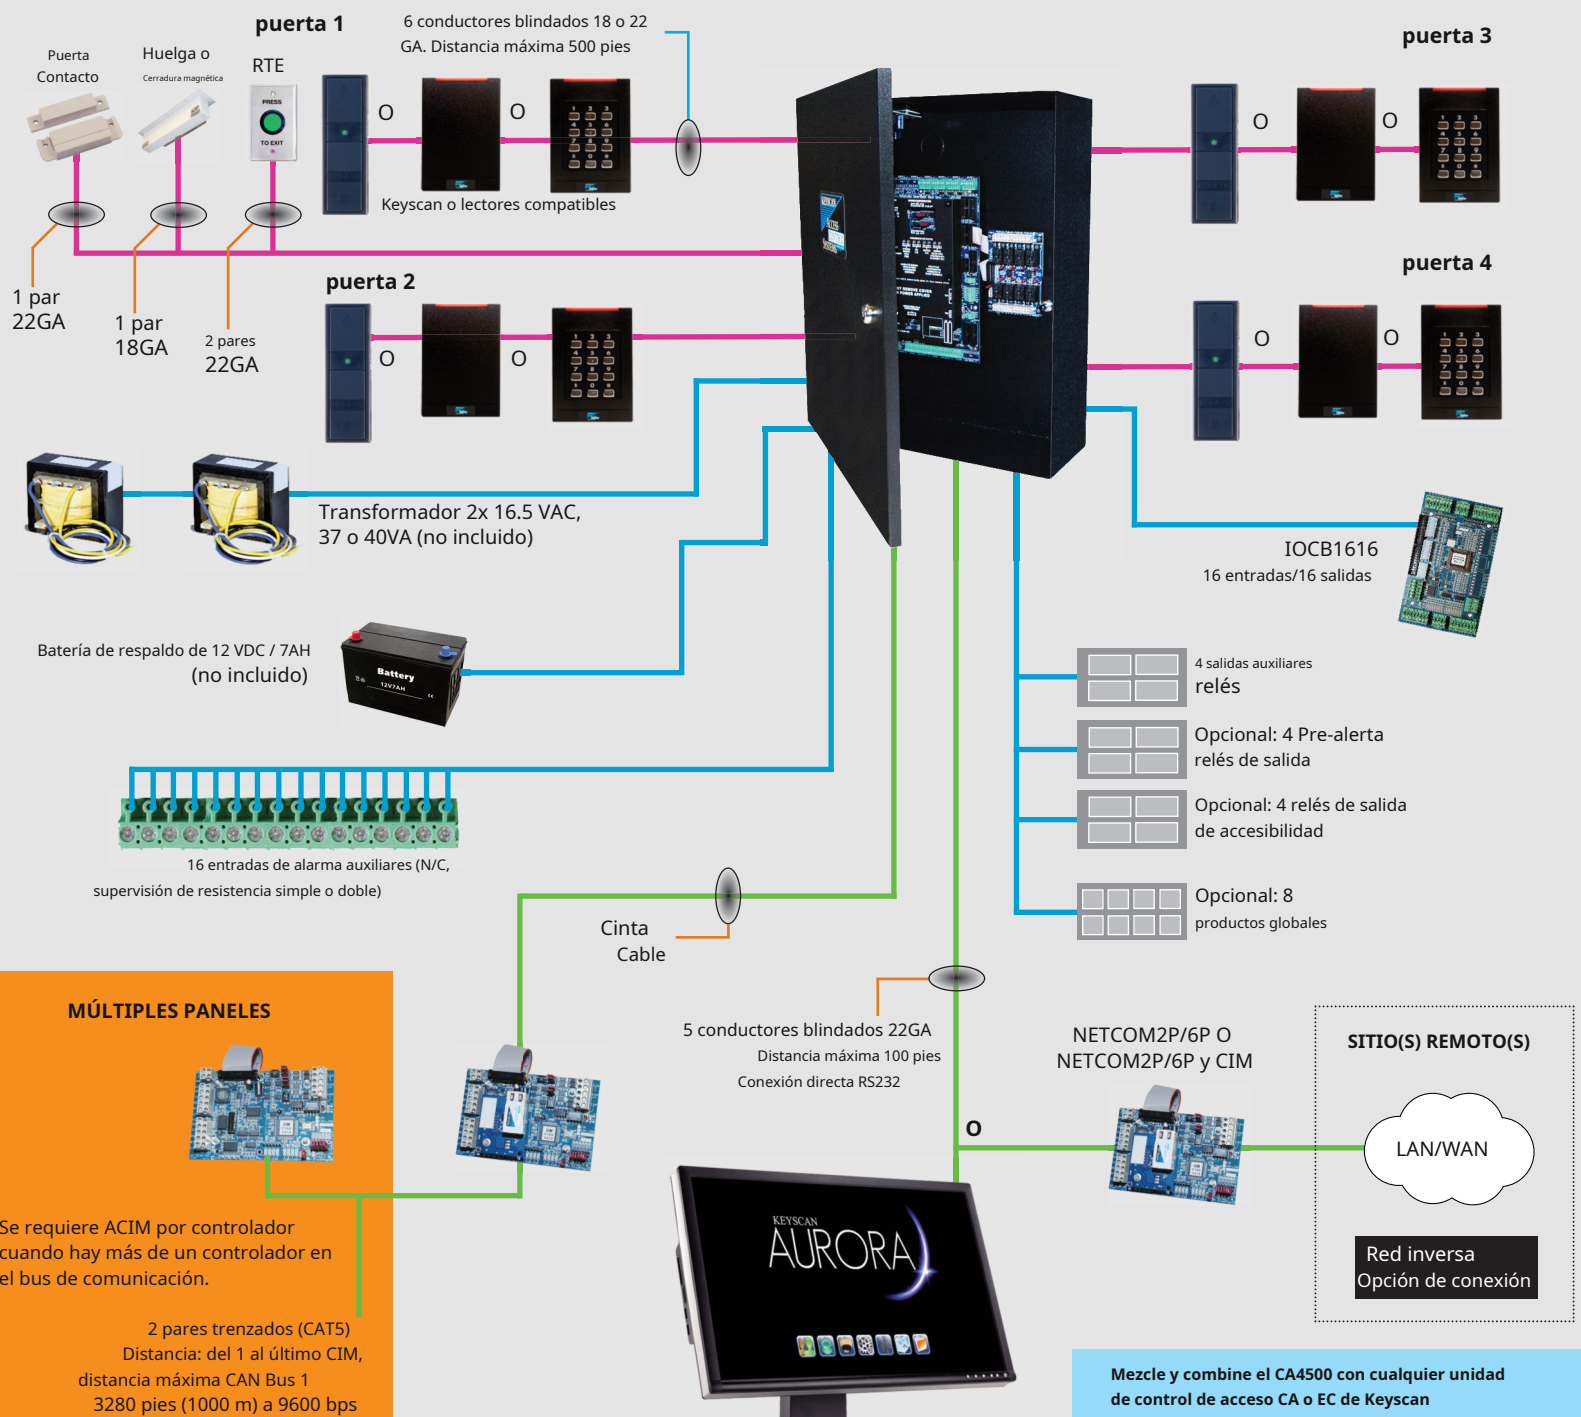 puerta 1
6 conductores blindados 18 o 22
GA. Distancia máxima 500 pies
puerta 3
Puerta
Contacto
Huelga o
Cerradura magnética
RTE
PRESS
TO EXIT
O
O
O
O
Keyscan o lectores compatibles
KEYSCAN
ACCESS
SYSTEMS
puerta 2
puerta 4
1 par
22GA
1 par
18GA
2 pares
22GA
O
O
O
O
Transformador 2x 16.5 VAC,
37 o 40VA (no incluido)
IOCB1616
16 entradas/16 salidas
Batería de respaldo de 12 VDC / 7AH
(no incluido)
Battery
12V7AH
4 salidas auxiliares
relés
Opcional: 4 Pre-alerta
relés de salida
Opcional: 4 relés de salida
de accesibilidad
16 entradas de alarma auxiliares (N/C,
supervisión de resistencia simple o doble)
Opcional: 8
productos globales
Cinta
Cable
MÚLTIPLES PANELES
5 conductores blindados 22GA
Distancia máxima 100 pies
Conexión directa RS232
NETCOM2P/6P O
NETCOM2P/6P y CIM
SITIO(S) REMOTO(S)
O
LAN/WAN
Se requiere ACIM por controlador
cuando hay más de un controlador en
el bus de comunicación.
KEYSCAN
AURORA
Red inversa
Opción de conexión
2 pares trenzados (CAT5)
Distancia: del 1 al último CIM,
distancia máxima CAN Bus 1
3280 pies (1000 m) a 9600 bps
Mezcle y combine el CA4500 con cualquier unidad
de control de acceso CA o EC de Keyscan